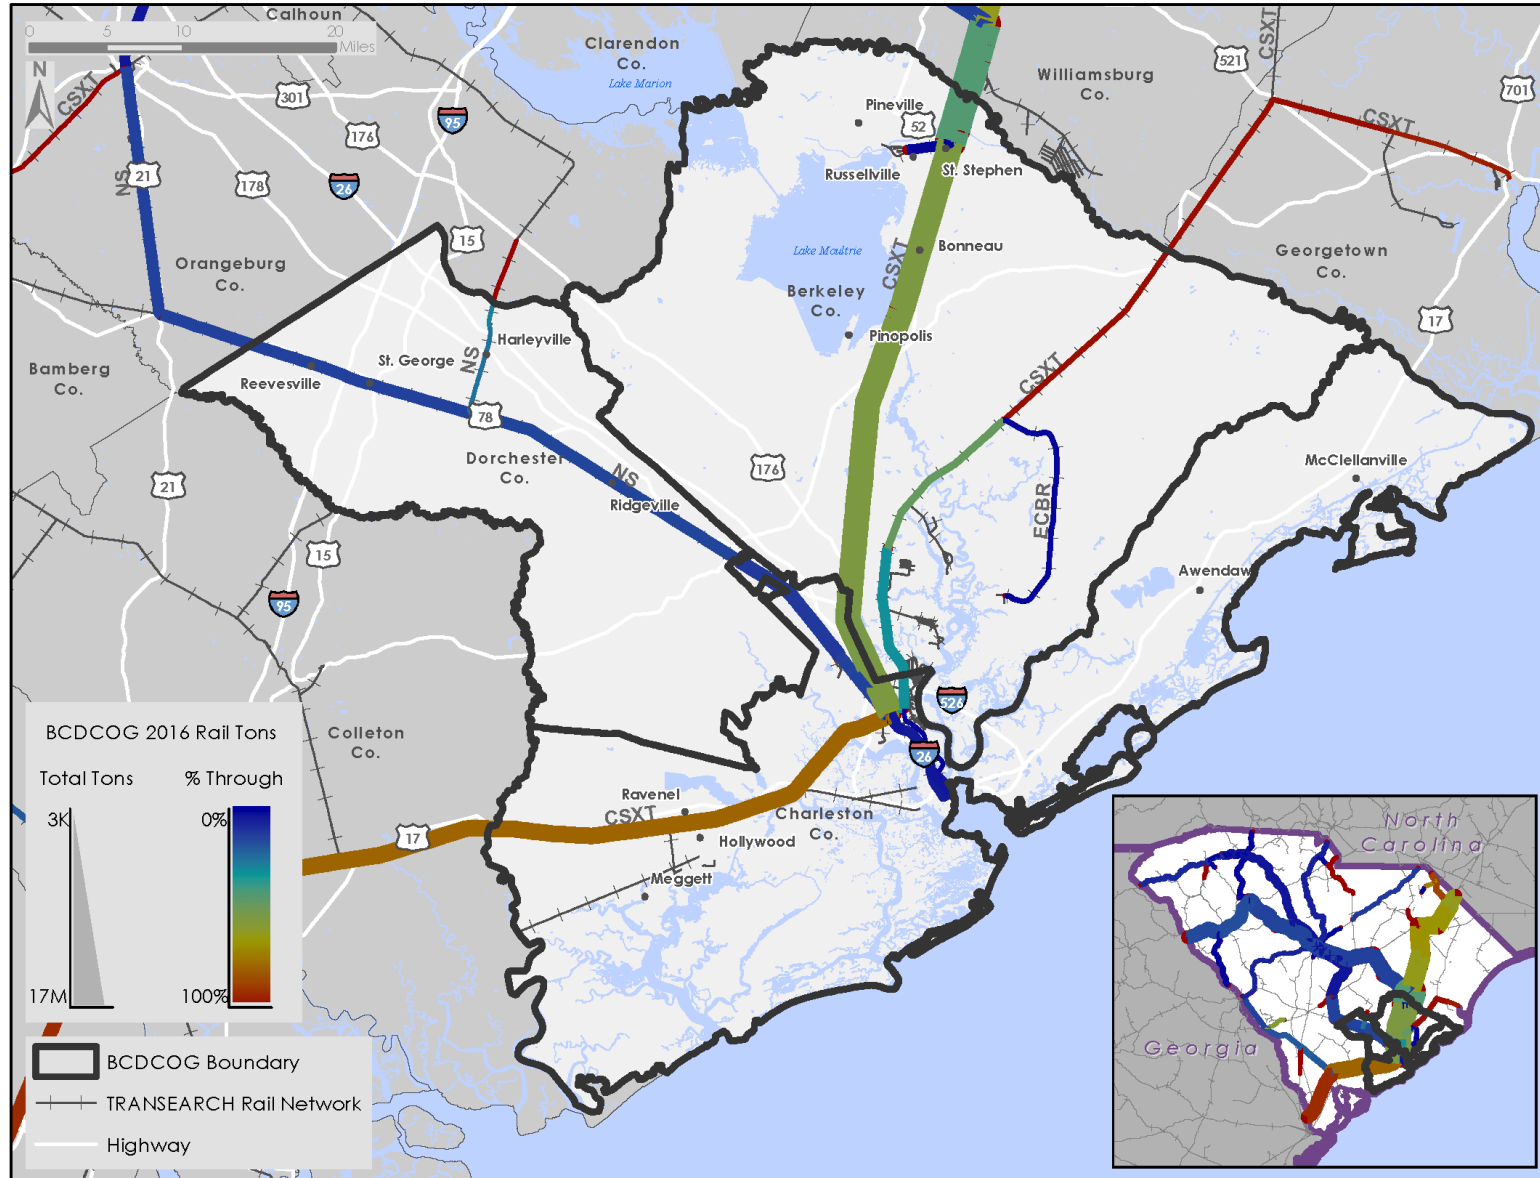 Calhoun
Co.
0 5 10 20
Miles
N
CSXT
301
176
95
21
NS
178
26
15
Clarendon
Co.
Lake Marion
Williamsburg
Co.
521
CSXT
701
CSXT
Pineville
52
Russellville
St. Stephen
Bonneau
CSXT
Lake Moultrie
Berkeley
Co.
Pinopolis
Georgetown
Co.
17
Orangeburg
Co.
Harleyville
St. George
NS
Reevesville
Bamberg
Co.
78
Dorchester
Co.
NS
Ridgeville
176
CSXT
ECBR
McClellanville
Awendaw
21
15
95
Colleton
Co.
526
26
Ravenel
CSXT
17
Hollywood
Charleston
Co.
Meggett
BCDCOG 2016 Rail Tons
Total Tons % Through
3K 0%
17M 100%
BCDCOG Boundary
TRANSEARCH Rail Network
Highway
North
Carolina
Georgia